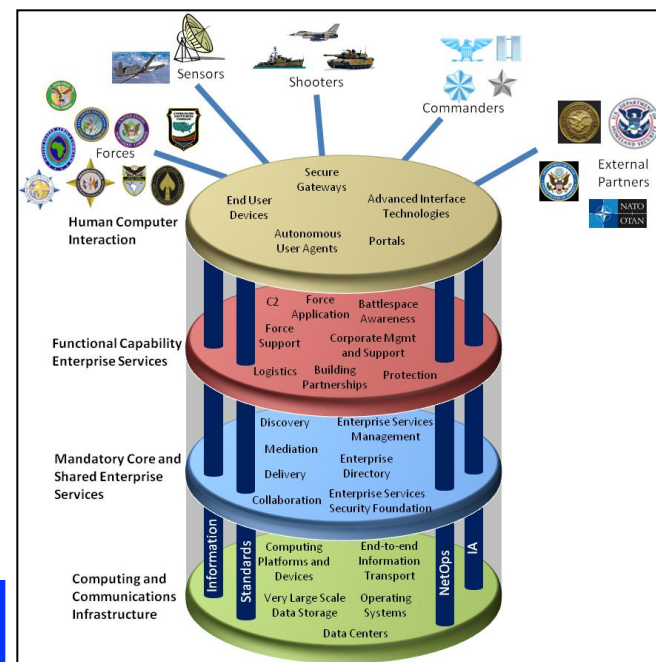 Sensors
Shooters
Commanders
Forces
External
Partners
NATO
OTAN
Secure
Gateways
End User
Devices
Advanced Interface
Technologies
Autonomous
User Agents
Portals
Human Computer
Interaction
C2
Force
Application
Battlespace
Awareness
Force
Support
Corporate Mgmt
and Support
Logistics
Building
Partnerships
Protection
Functional Capability
Enterprise Services
Discovery
Enterprise Services
Management
Mediation
Enterprise
Directory
Delivery
Collaboration
Enterprise Services
Security Foundation
Mandatory Core and
Shared Enterprise
Services
Information
Standards
NetOps
IA
Computing
Platforms and
Devices
End-to-end
Information
Transport
Very Large Scale
Data Storage
Operating
Systems
Data Centers
Computing and
Communications
Infrastructure